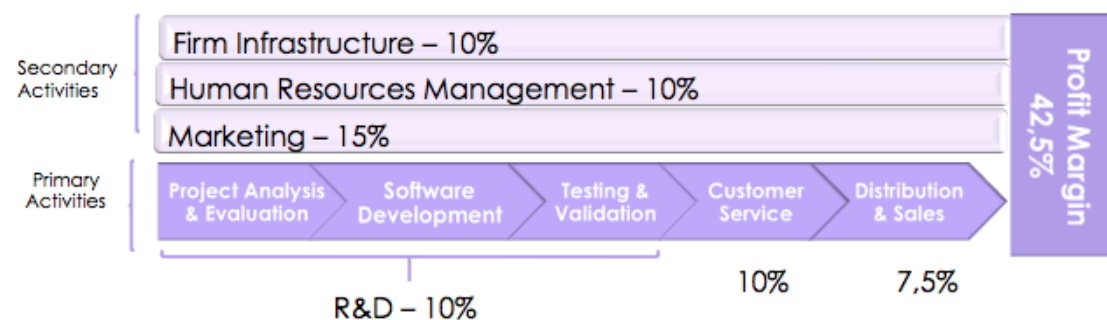 Secondary
Activities
Firm Infrastructure – 10%
Human Resources Management – 10%
Marketing – 15%
Primary
Activities
Project Analysis
& Evaluation
Software
Development
Testing &
Validation
Customer
Service
Distribution
& Sales
Profit Margin
42,5%
R&D – 10%
10%
7,5%